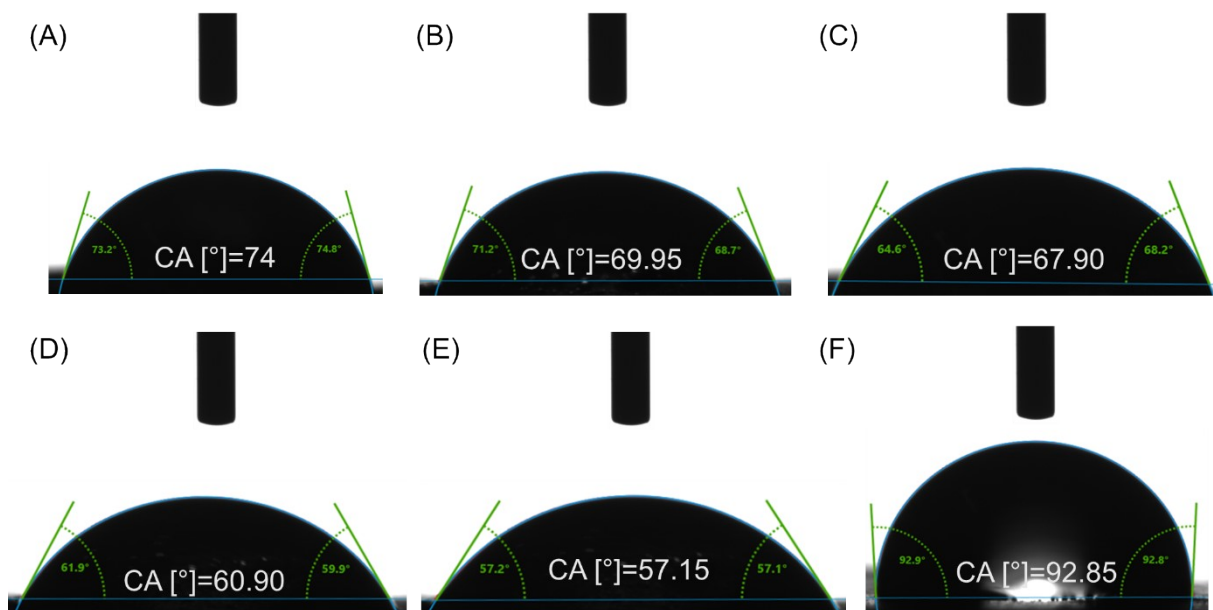 (A)
(B)
(C)
73.2°
CA [°]=74
74.8°
71.2°
CA [°]=69.95
68.7°
64.6°
CA [°]=67.90
68.2°
(D)
(E)
(F)
61.9°
CA [°]=60.90
59.9°
57.2°
CA [°]=57.15
57.1°
92.9°
CA [°]=92.85
92.8°